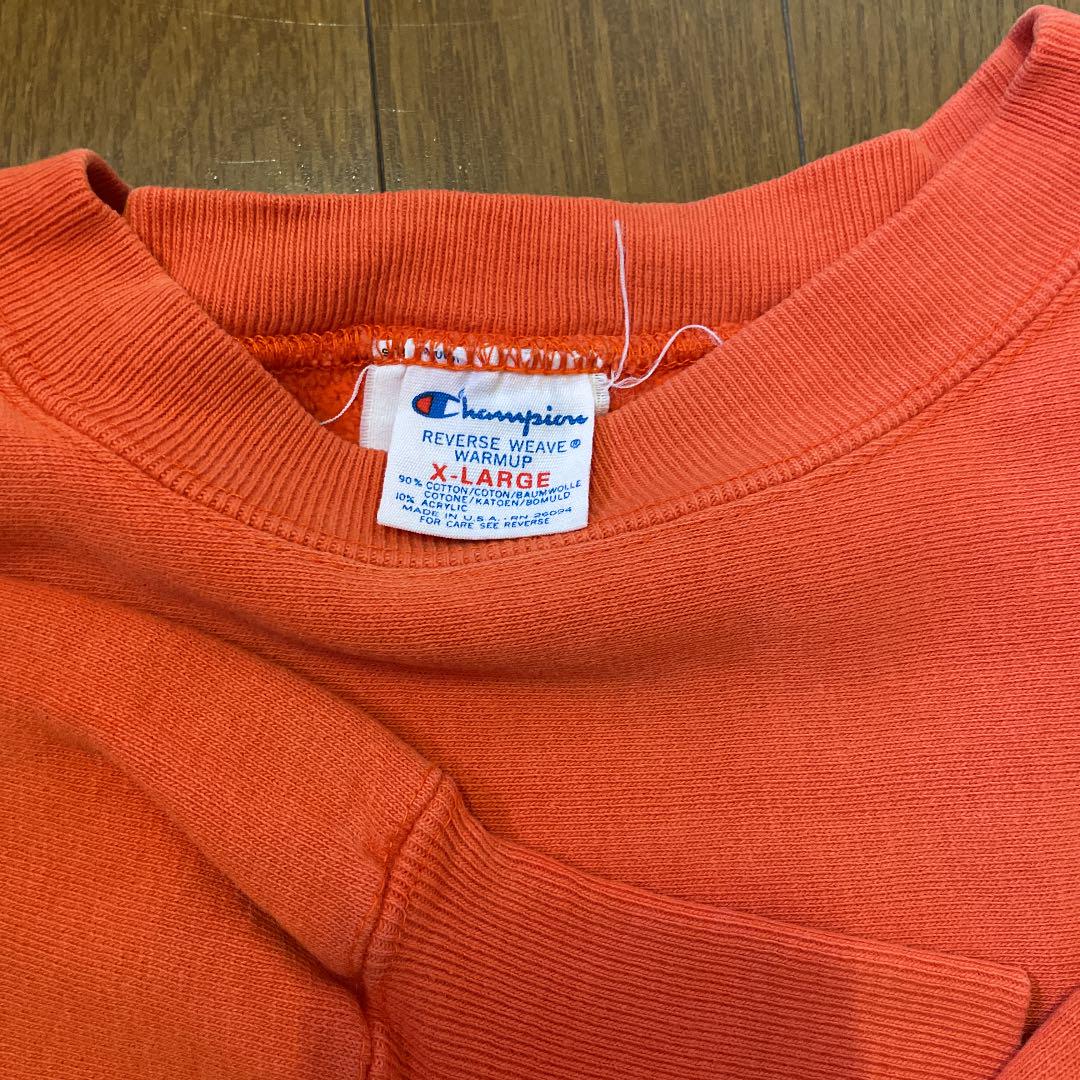 Champion
REVERSE WEAVE®
WARMUP
X-LARGE
90% COTTON/COTON/BAUMWOLLE
COTONE/KATOEN/BOMULD
10% ACRYLIC
MADE IN U.S.A. - RN 26094
FOR CARE SEE REVERSE